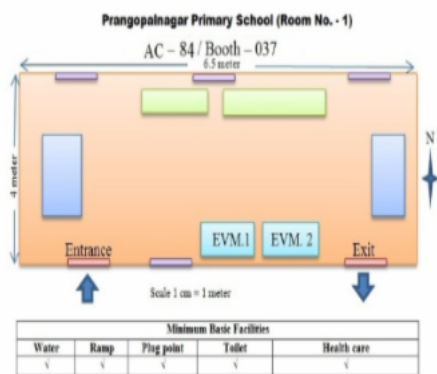 Prangopalnagar Primary School (Room No. - 1)
AC – 84 / Booth – 037
6.5 meter
4 meter
N
EVM.1 EVM. 2
Entrance Exit
Scale 1 cm = 1 meter
Minimum Basic Facilities
Water Ramp Plug point Toilet Health care
√ √ √ √ √